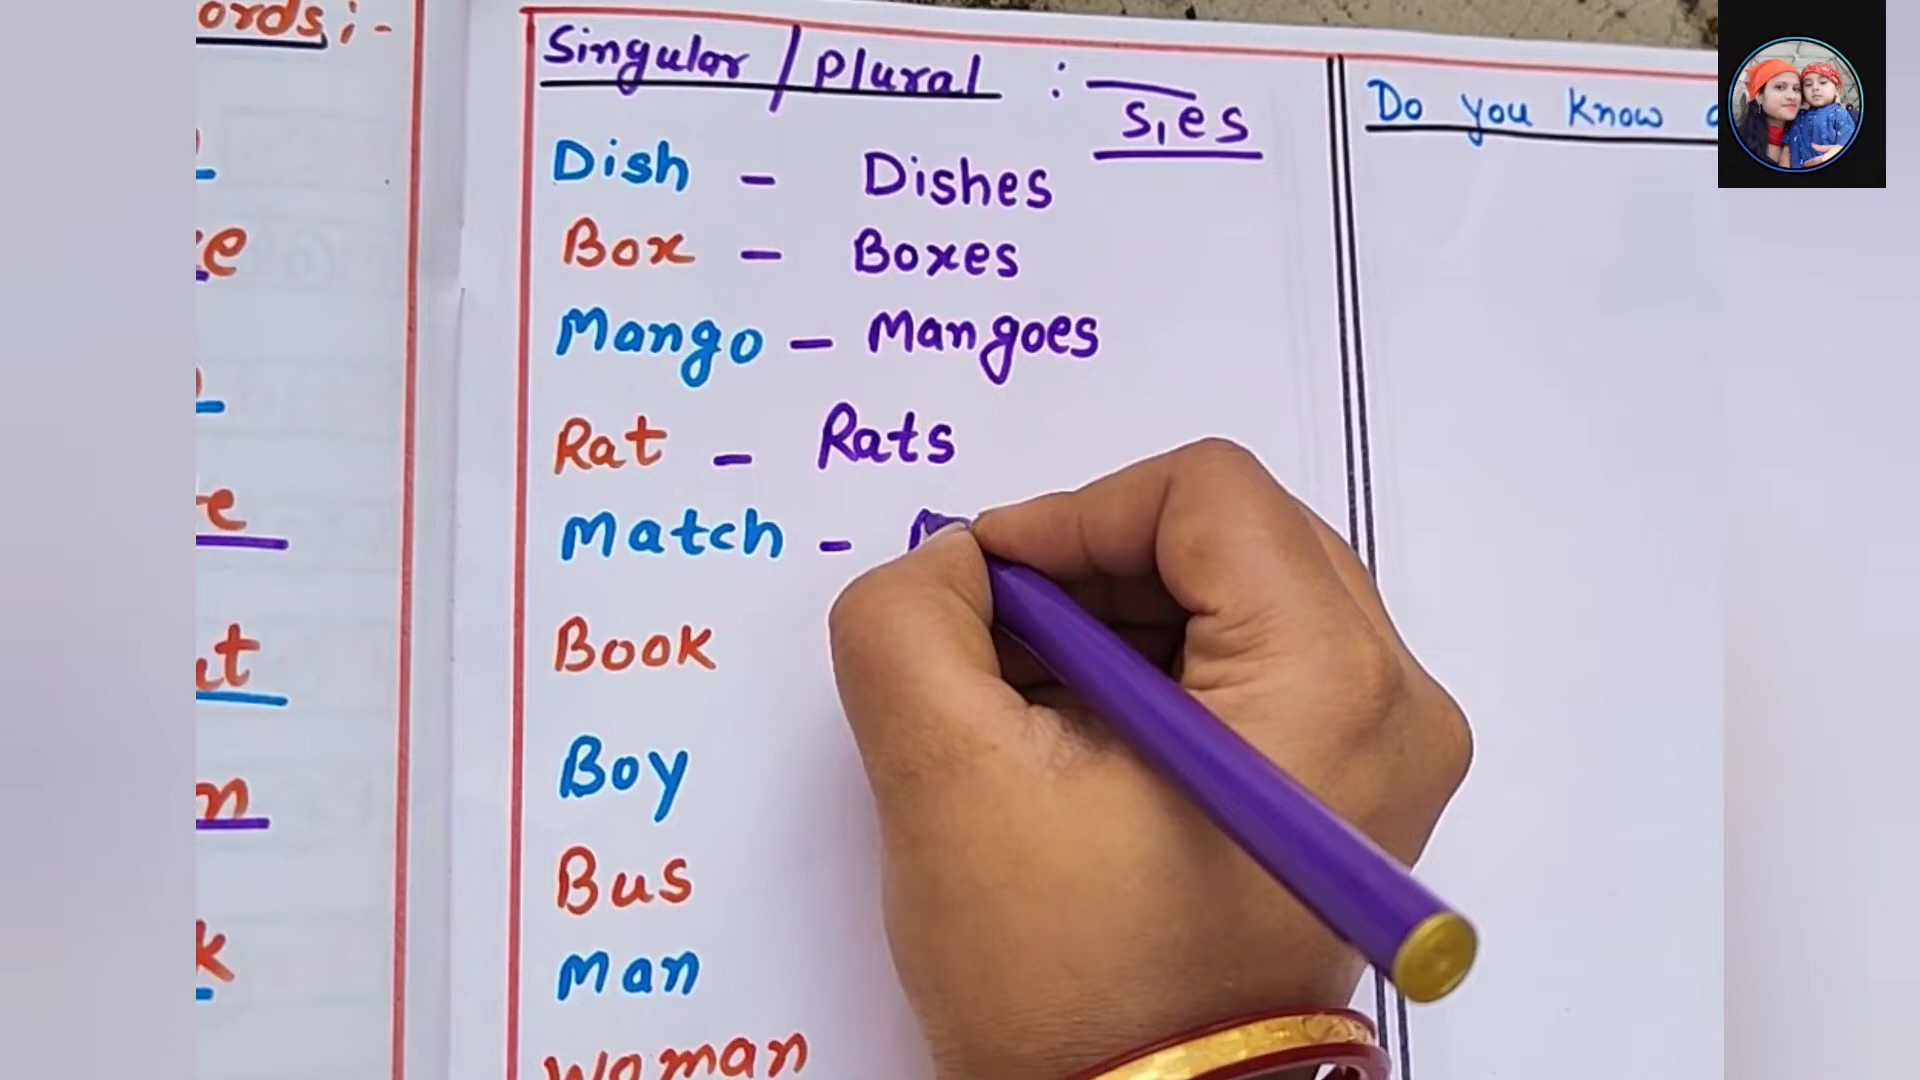 ords:-
Singular / Plural : s,es
Dish - Dishes
Box - Boxes
Mango - Mangoes
Rat - Rats
Match -
Book
Boy
Bus
Man
Woman
Do you know